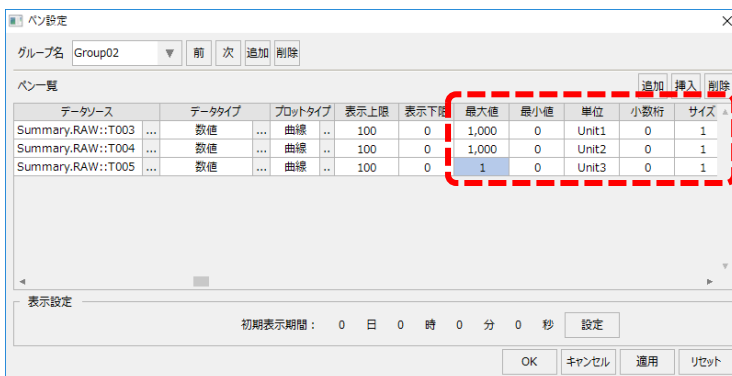 ペン設定
グループ名 Group02 前 次 追加 削除
ペン一覧 追加 挿入 削除
データソース データタイプ プロットタイプ 表示上限 表示下限 最大値 最小値 単位 小数桁 サイズ
Summary.RAW::T003 ... 数値 ... 曲線 .. 100 0 1,000 0 Unit1 0 1
Summary.RAW::T004 ... 数値 ... 曲線 .. 100 0 1,000 0 Unit2 0 1
Summary.RAW::T005 ... 数値 ... 曲線 .. 100 0 1 0 Unit3 0 1
表示設定
初期表示期間： 0 日 0 時 0 分 0 秒 設定
OK キャンセル 適用 リセット